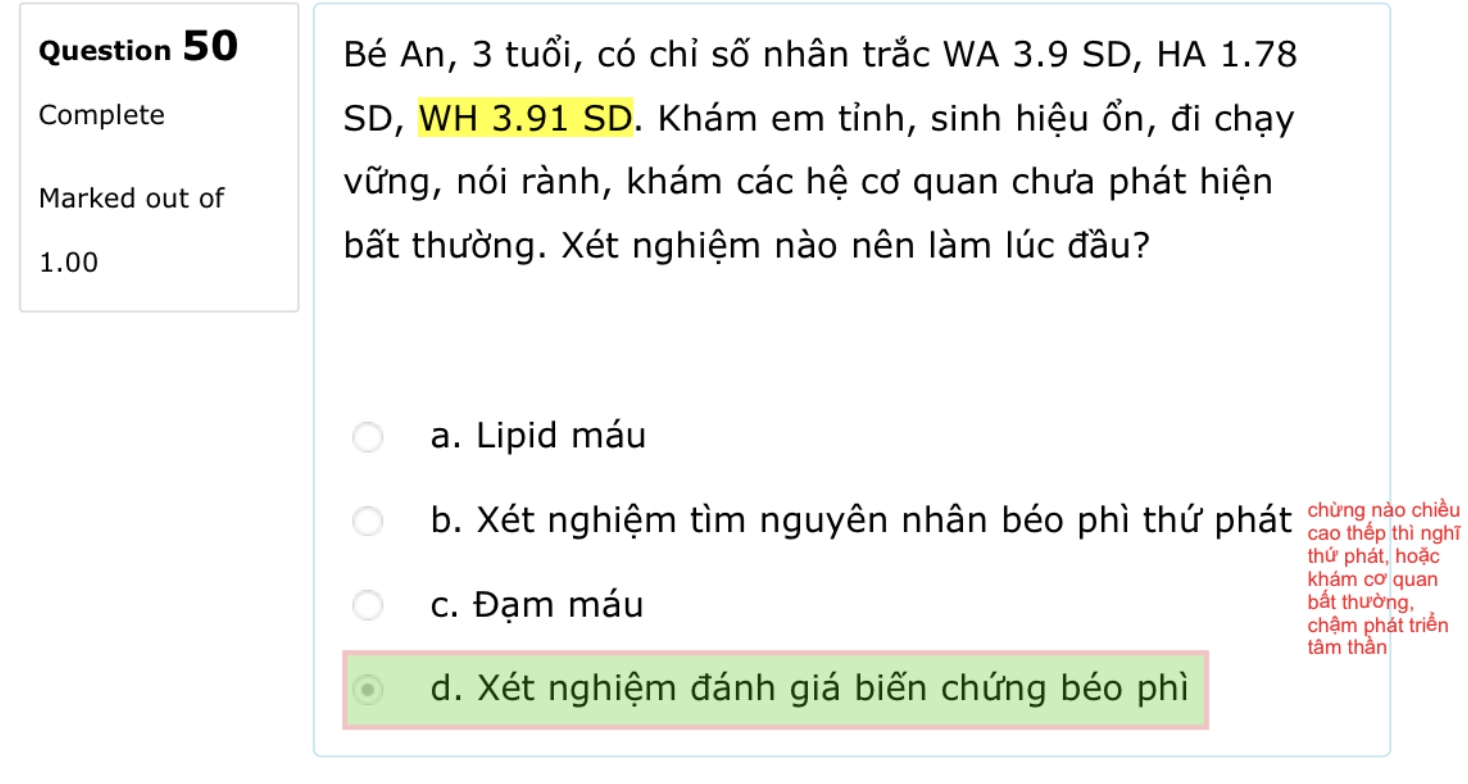 Question 50
Complete
Marked out of
1.00
Bé An, 3 tuổi, có chỉ số nhân trắc WA 3.9 SD, HA 1.78
SD, WH 3.91 SD. Khám em tỉnh, sinh hiệu ổn, đi chạy
vững, nói rành, khám các hệ cơ quan chưa phát hiện
bất thường. Xét nghiệm nào nên làm lúc đầu?
a. Lipid máu
b. Xét nghiệm tìm nguyên nhân béo phì thứ phát
chừng nào chiều
cao thếp thì nghĩ
thứ phát, hoặc
khám cơ quan
bất thường,
chậm phát triển
tâm thần
c. Đạm máu
d. Xét nghiệm đánh giá biến chứng béo phì